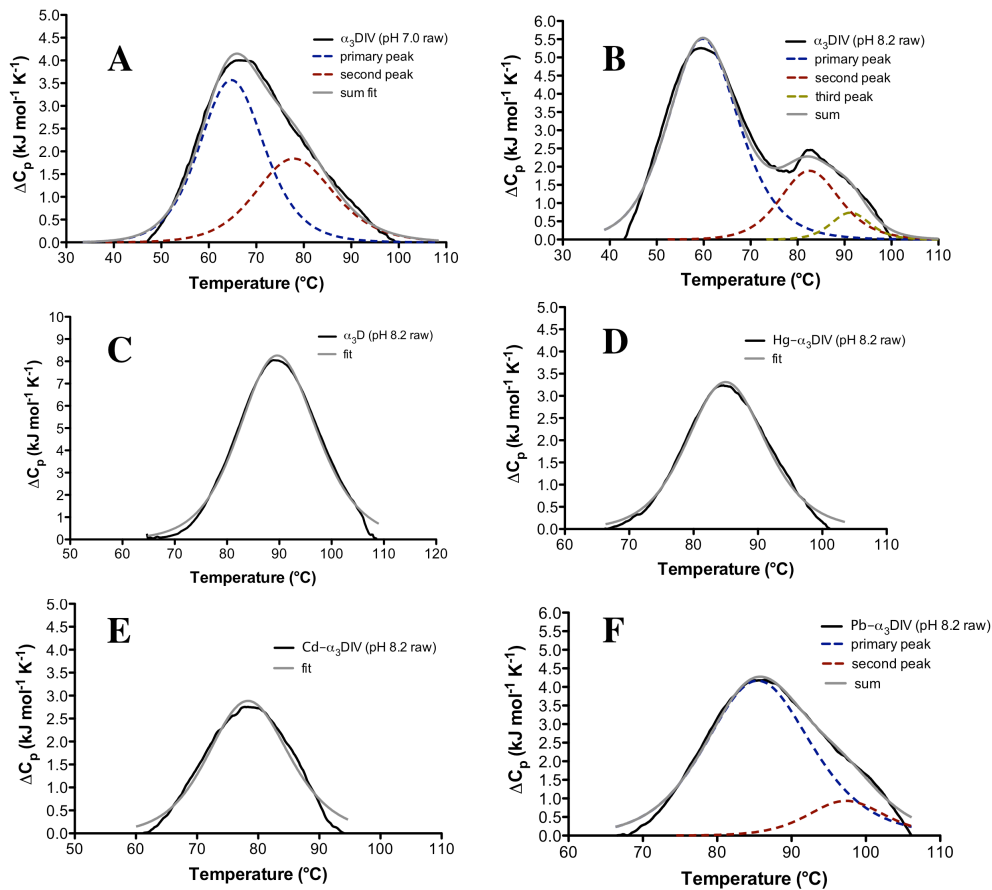 A
α₃DIV (pH 7.0 raw)
primary peak
second peak
sum fit
ΔCp (kJ mol⁻¹ K⁻¹)
5.0
4.5
4.0
3.5
3.0
2.5
2.0
1.5
1.0
0.5
0.0
30 40 50 60 70 80 90 100 110
Temperature (°C)
B
α₃DIV (pH 8.2 raw)
primary peak
second peak
third peak
sum
ΔCp (kJ mol⁻¹ K⁻¹)
6.0
5.5
5.0
4.5
4.0
3.5
3.0
2.5
2.0
1.5
1.0
0.5
0.0
30 40 50 60 70 80 90 100 110
Temperature (°C)
C
α₃D (pH 8.2 raw)
fit
ΔCp (kJ mol⁻¹ K⁻¹)
10
9
8
7
6
5
4
3
2
1
0
50 60 70 80 90 100 110 120
Temperature (°C)
D
Hg–α₃DIV (pH 8.2 raw)
fit
ΔCp (kJ mol⁻¹ K⁻¹)
5.0
4.5
4.0
3.5
3.0
2.5
2.0
1.5
1.0
0.5
0.0
60 70 80 90 100 110
Temperature (°C)
E
Cd–α₃DIV (pH 8.2 raw)
fit
ΔCp (kJ mol⁻¹ K⁻¹)
5.0
4.5
4.0
3.5
3.0
2.5
2.0
1.5
1.0
0.5
0.0
50 60 70 80 90 100 110
Temperature (°C)
F
Pb–α₃DIV (pH 8.2 raw)
primary peak
second peak
sum
ΔCp (kJ mol⁻¹ K⁻¹)
6.0
5.5
5.0
4.5
4.0
3.5
3.0
2.5
2.0
1.5
1.0
0.5
0.0
60 70 80 90 100 110
Temperature (°C)